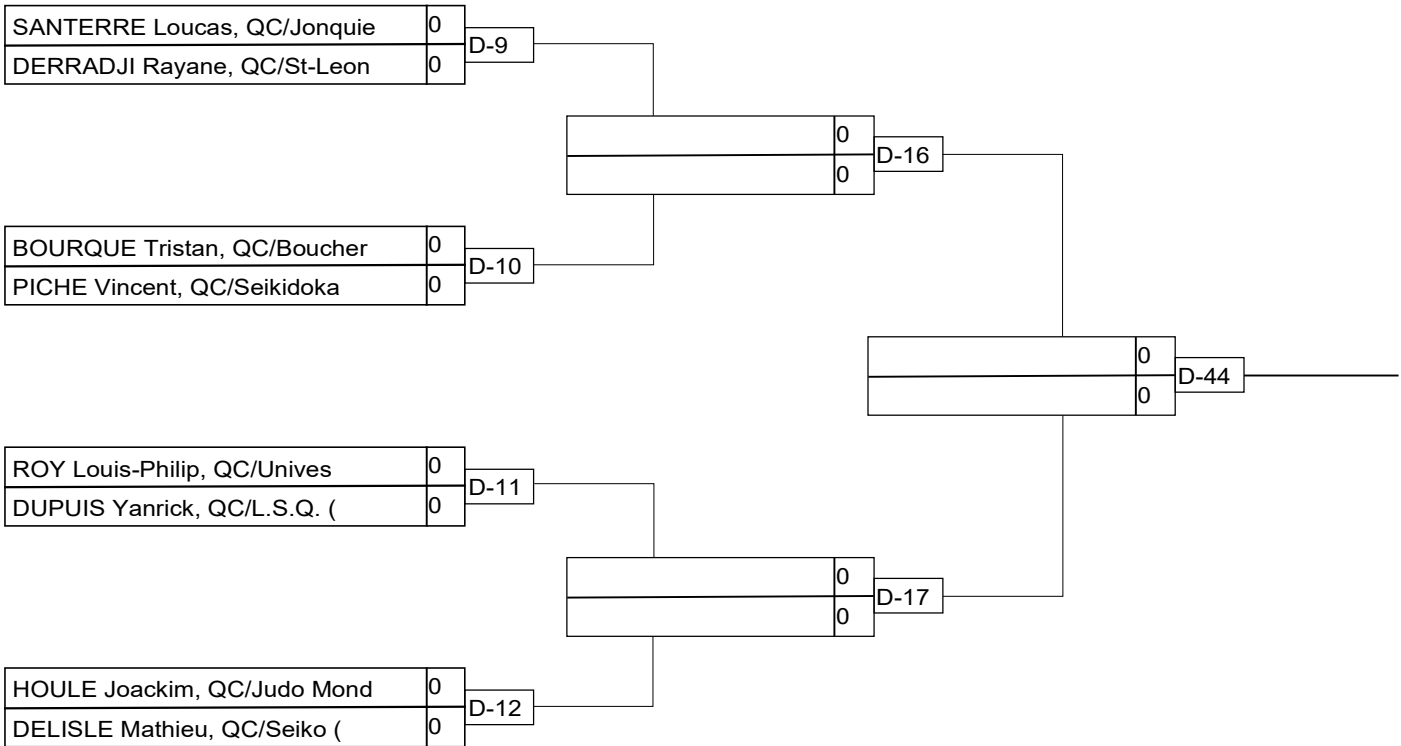 SANTERRE Loucas, QC/Jonquie 0
D-9
DERRADJI Rayane, QC/St-Leon 0
0
D-16
0
BOURQUE Tristan, QC/Boucher 0
D-10
PICHE Vincent, QC/Seikidoka 0
0
D-44
0
ROY Louis-Philip, QC/Unives 0
D-11
DUPUIS Yanrick, QC/L.S.Q. ( 0
0
D-17
0
HOULE Joackim, QC/Judo Mond 0
D-12
DELISLE Mathieu, QC/Seiko ( 0